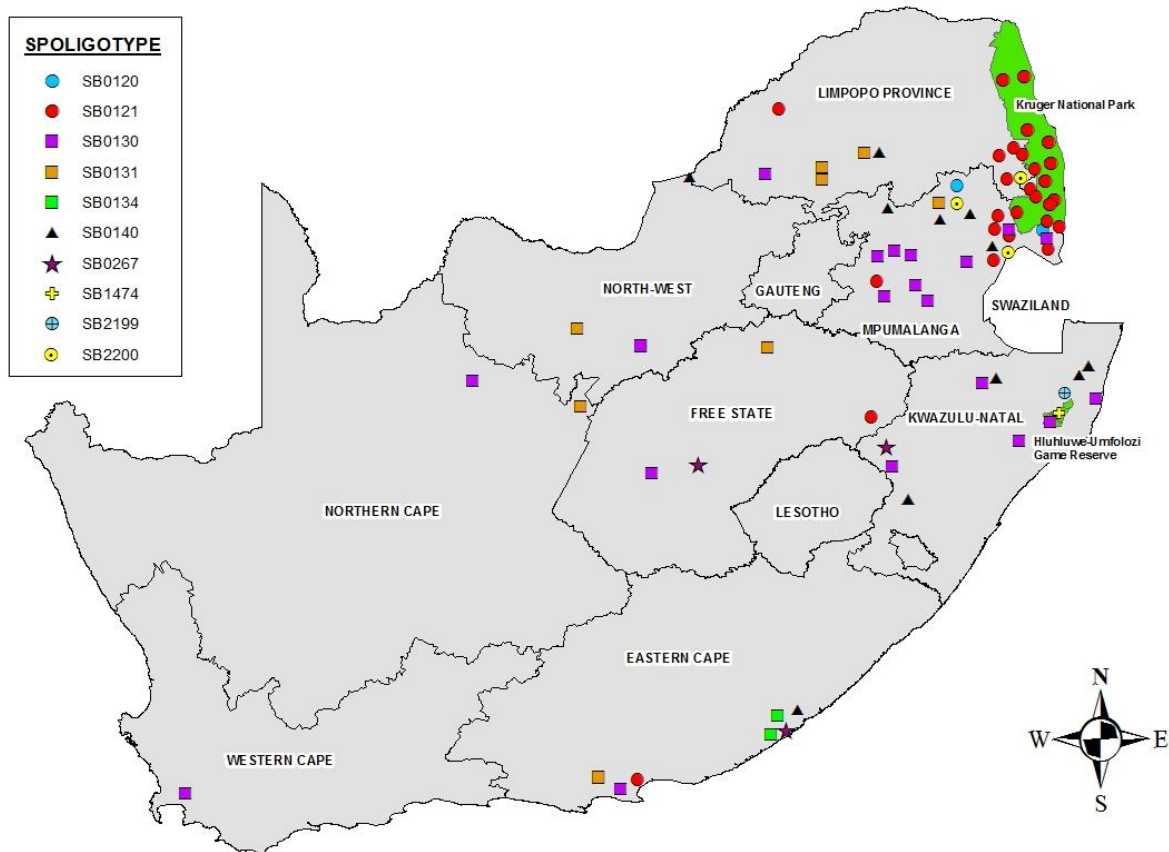 SPOLIGOTYPE
SB0120
SB0121
SB0130
SB0131
SB0134
SB0140
SB0267
SB1474
SB2199
SB2200
LIMPOPO PROVINCE
Kruger National Park
NORTH-WEST
GAUTENG
SWAZILAND
MPUMALANGA
FREE STATE
KWAZULU-NATAL
Hluhluwe-Umfolozi
Game Reserve
NORTHERN CAPE
LESOTHO
EASTERN CAPE
WESTERN CAPE
N
W
E
S